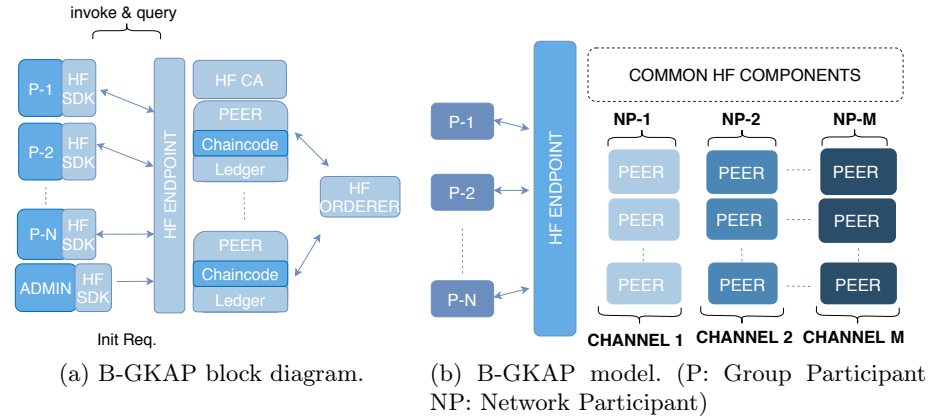 invoke & query
P-1
HF
SDK
P-2
HF
SDK
P-N
HF
SDK
ADMIN
HF
SDK
Init Req.
HF ENDPOINT
HF CA
PEER
Chaincode
Ledger
PEER
Chaincode
Ledger
HF
ORDERER
(a) B-GKAP block diagram.
P-1
P-2
P-N
HF ENDPOINT
COMMON HF COMPONENTS
NP-1 NP-2 NP-M
PEER PEER PEER
PEER PEER PEER
PEER PEER PEER
CHANNEL 1 CHANNEL 2 CHANNEL M
(b) B-GKAP model. (P: Group Participant
NP: Network Participant)